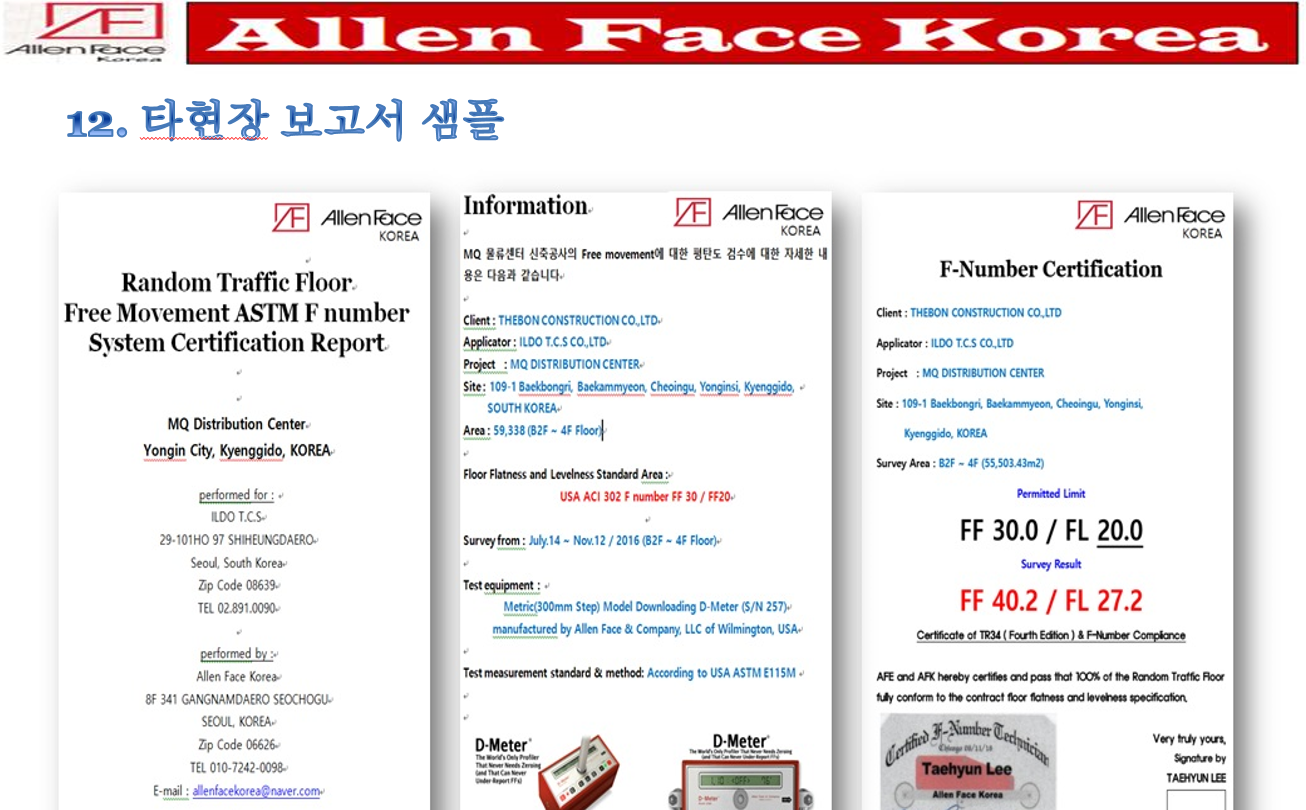 AllenFace
Korea
Allen Face Korea
12. 타현장 보고서 샘플
AllenFace
KOREA
Random Traffic Floor
Free Movement ASTM F number
System Certification Report
MQ Distribution Center
Yongin City, Kyenggido, KOREA
performed for :
ILDO T.C.S
29-101HO 97 SHIHEUNGDAERO
Seoul, South Korea
Zip Code 08639
TEL 02.891.0090
performed by :
Allen Face Korea
8F 341 GANGNAMDAERO SEOCHOGU
SEOUL, KOREA
Zip Code 06626
TEL 010-7242-0098
E-mail : allenfacekorea@naver.com
Information
AllenFace
KOREA
MQ 물류센터 신축공사의 Free movement에 대한 평탄도 검수에 대한 자세한 내
용은 다음과 같습니다
Client : THEBON CONSTRUCTION CO.,LTD
Applicator : ILDO T.C.S CO.,LTD
Project : MQ DISTRIBUTION CENTER
Site : 109-1 Baekbongri, Baekammyeon, Cheoingu, Yonginsi, Kyenggido,
SOUTH KOREA
Area : 59,338 (B2F ~ 4F Floor)
Floor Flatness and Levelness Standard Area :
USA ACI 302 F number FF 30 / FF20
Survey from : July.14 ~ Nov.12 / 2016 (B2F ~ 4F Floor)
Test equipment :
Metric(300mm Step) Model Downloading D-Meter (S/N 257)
manufactured by Allen Face & Company, LLC of Wilmington, USA
Test measurement standard & method: According to USA ASTM E115M
D-Meter
The World's Only Profiler
That Never Needs Zeroing
(and That Can Never
Under Report FFs)
D-Meter
The World's Only Profiler That Never Needs Zeroing
(and That Can Never Under Report FFs)
D-Meter
AllenFace
KOREA
F-Number Certification
Client : THEBON CONSTRUCTION CO.,LTD
Applicator : ILDO T.C.S CO.,LTD
Project : MQ DISTRIBUTION CENTER
Site : 109-1 Baekbongri, Baekammyeon, Cheoingu, Yonginsi,
Kyenggido, KOREA
Survey Area : B2F ~ 4F (55,503.43m2)
Permitted Limit
FF 30.0 / FL 20.0
Survey Result
FF 40.2 / FL 27.2
Certificate of TR34 ( Fourth Edition ) & F-Number Compliance
AFE and AFK hereby certifies and pass that 100% of the Random Traffic Floor
fully conform to the contract floor flatness and levelness specification,
Certified F-Number Technician
Taehyun Lee
Allen Face Korea
Very truly yours,
Signature by
TAEHYUN LEE